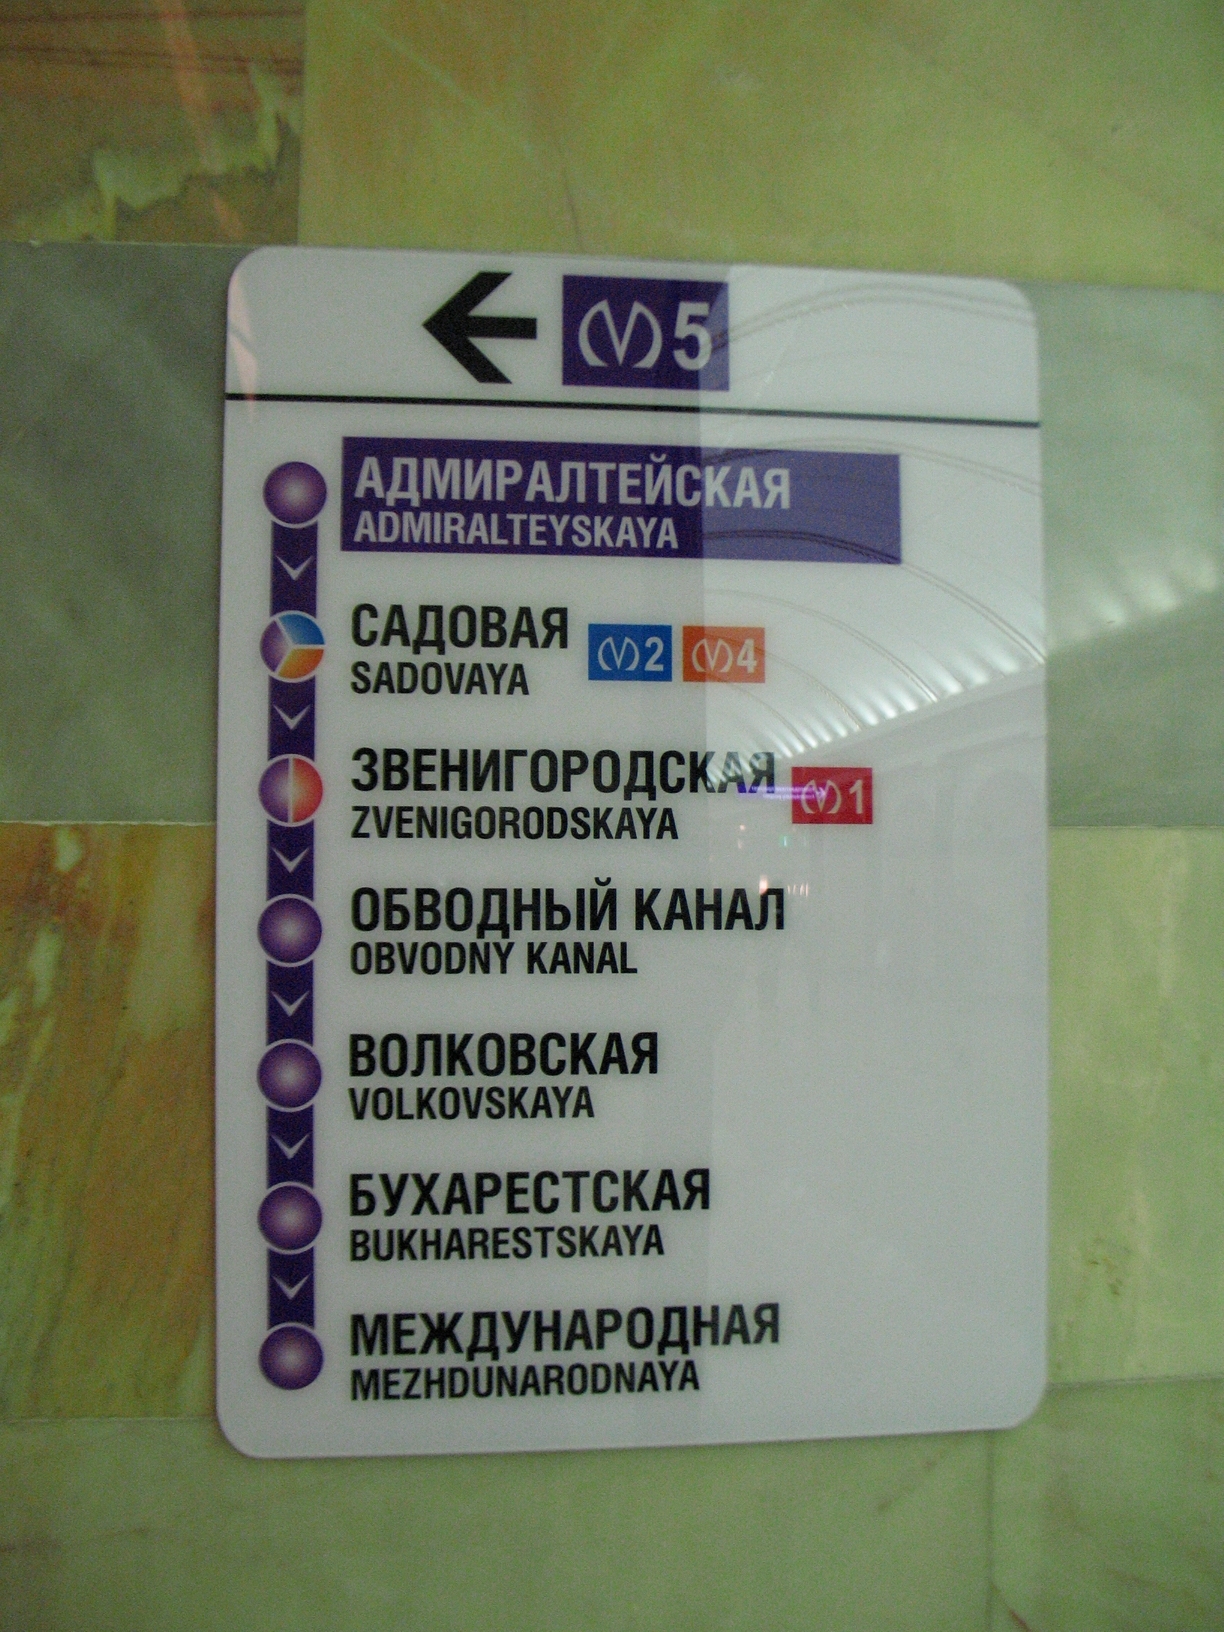 5
АДМИРАЛТЕЙСКАЯ
ADMIRALTEYSKAYA
САДОВАЯ 2 4
SADOVAYA
ЗВЕНИГОРОДСКАЯ 1
ZVENIGORODSKAYA
ОБВОДНЫЙ КАНАЛ
OBVODNY KANAL
ВОЛКОВСКАЯ
VOLKOVSKAYA
БУХАРЕСТСКАЯ
BUKHARESTSKAYA
МЕЖДУНАРОДНАЯ
MEZHDUNARODNAYA